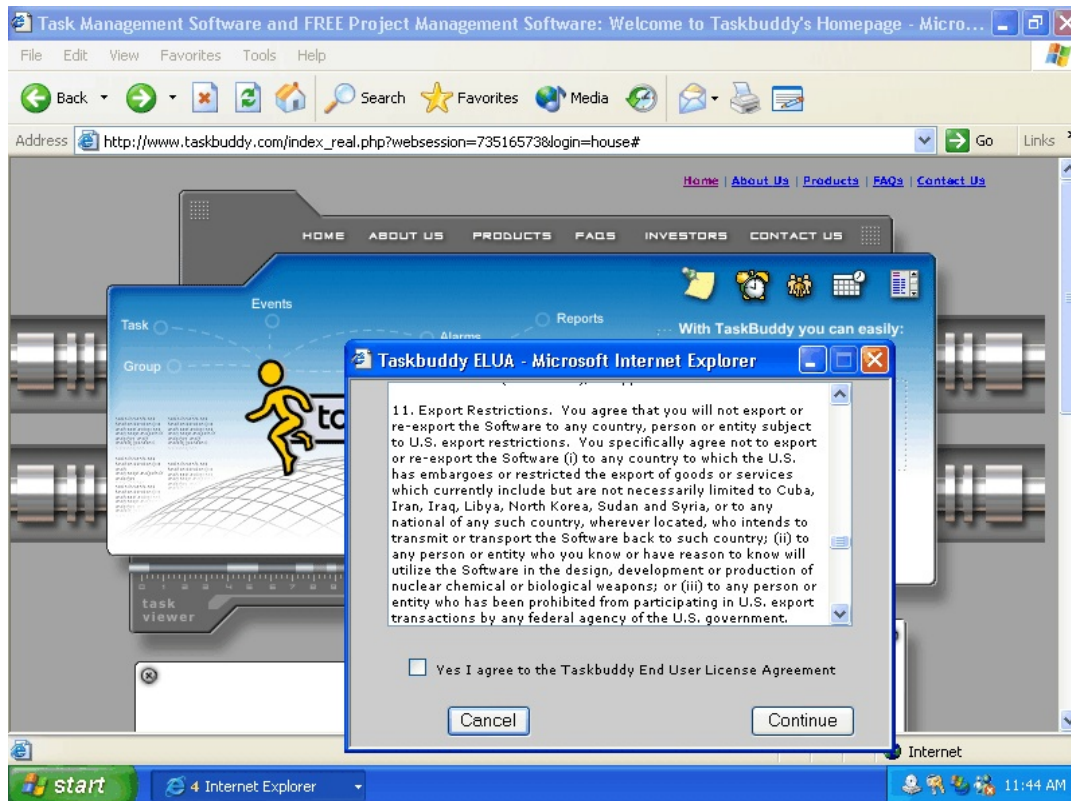 Task Management Software and FREE Project Management Software: Welcome to Taskbuddy's Homepage - Micro...
File Edit View Favorites Tools Help
Back Search Favorites Media
Address http://www.taskbuddy.com/index_real.php?websession=73516573&login=house# Go Links
Home | About Us | Products | FAQs | Contact Us
HOME ABOUT US PRODUCTS FAQS INVESTORS CONTACT US
Events
Task
Reports
Alarms
With TaskBuddy you can easily:
Group
Taskbuddy ELUA - Microsoft Internet Explorer
11. Export Restrictions. You agree that you will not export or
re-export the Software to any country, person or entity subject
to U.S. export restrictions. You specifically agree not to export
or re-export the Software (i) to any country to which the U.S.
has embargoes or restricted the export of goods or services
which currently include but are not necessarily limited to Cuba,
Iran, Iraq, Libya, North Korea, Sudan and Syria, or to any
national of any such country, wherever located, who intends to
transmit or transport the Software back to such country; (ii) to
any person or entity who you know or have reason to know will
utilize the Software in the design, development or production of
nuclear chemical or biological weapons; or (iii) to any person or
entity who has been prohibited from participating in U.S. export
transactions by any federal agency of the U.S. government.
Yes I agree to the Taskbuddy End User License Agreement
Cancel Continue
task
viewer
Internet
start 4 Internet Explorer 11:44 AM